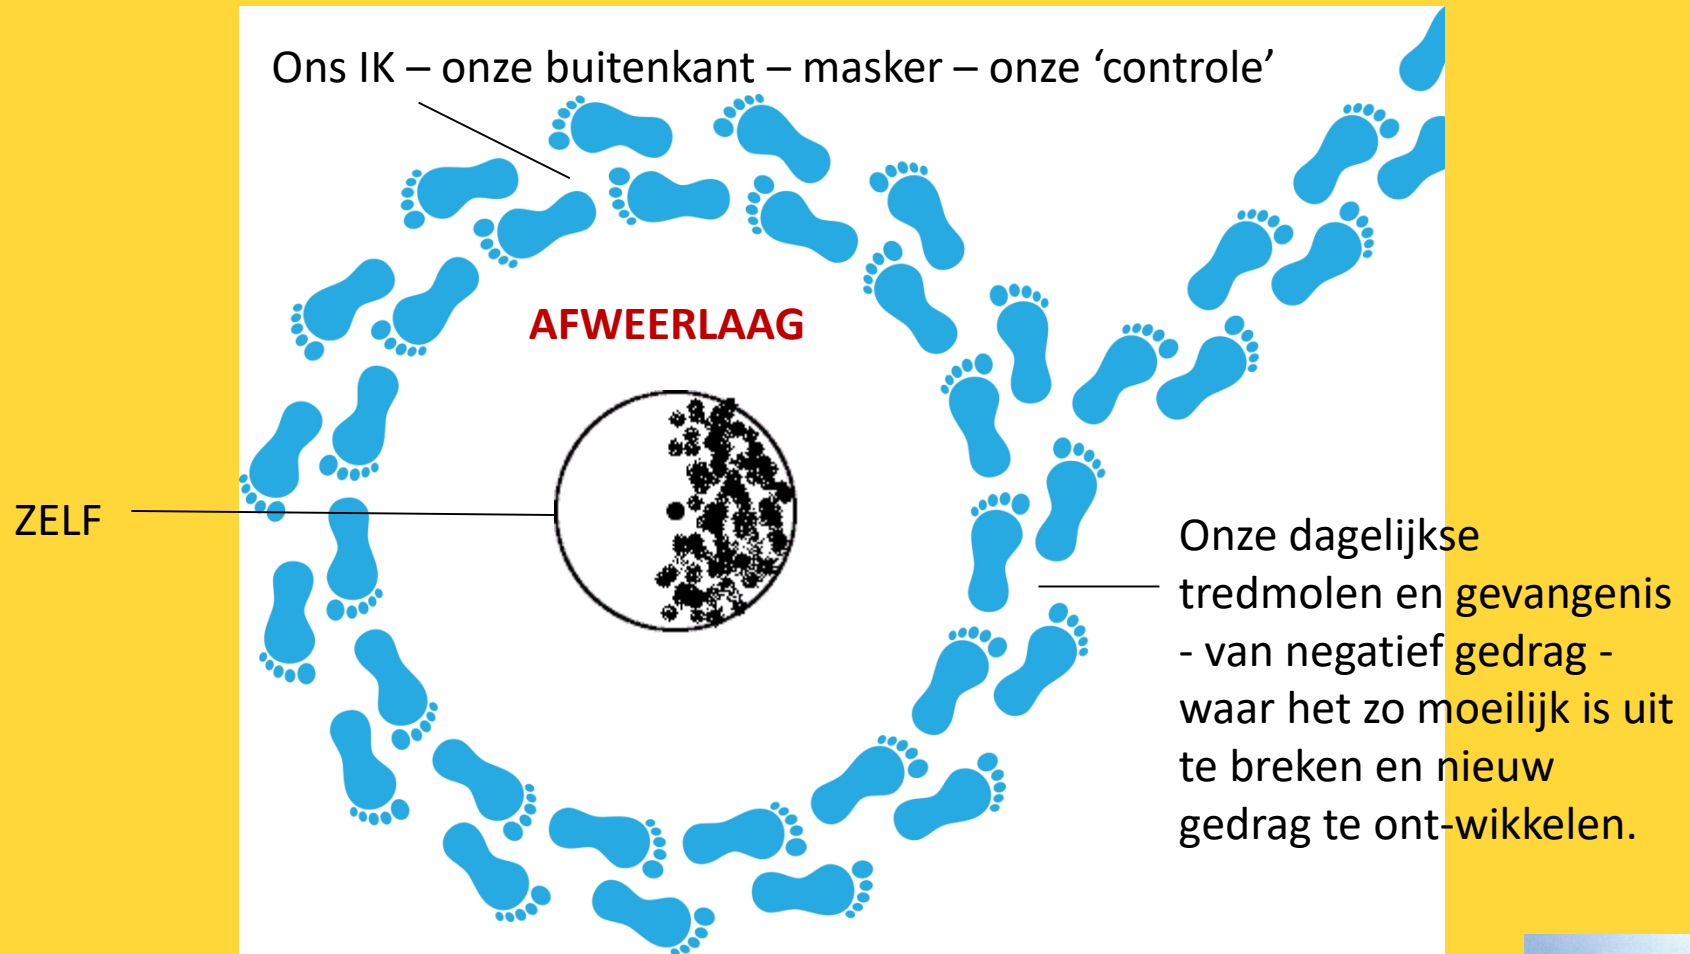 Ons IK – onze buitenkant – masker – onze ‘controle’
AFWEERLAAG
ZELF
Onze dagelijkse
tredmolen en gevangenis
- van negatief gedrag -
waar het zo moeilijk is uit
te breken en nieuw
gedrag te ont-wikkelen.